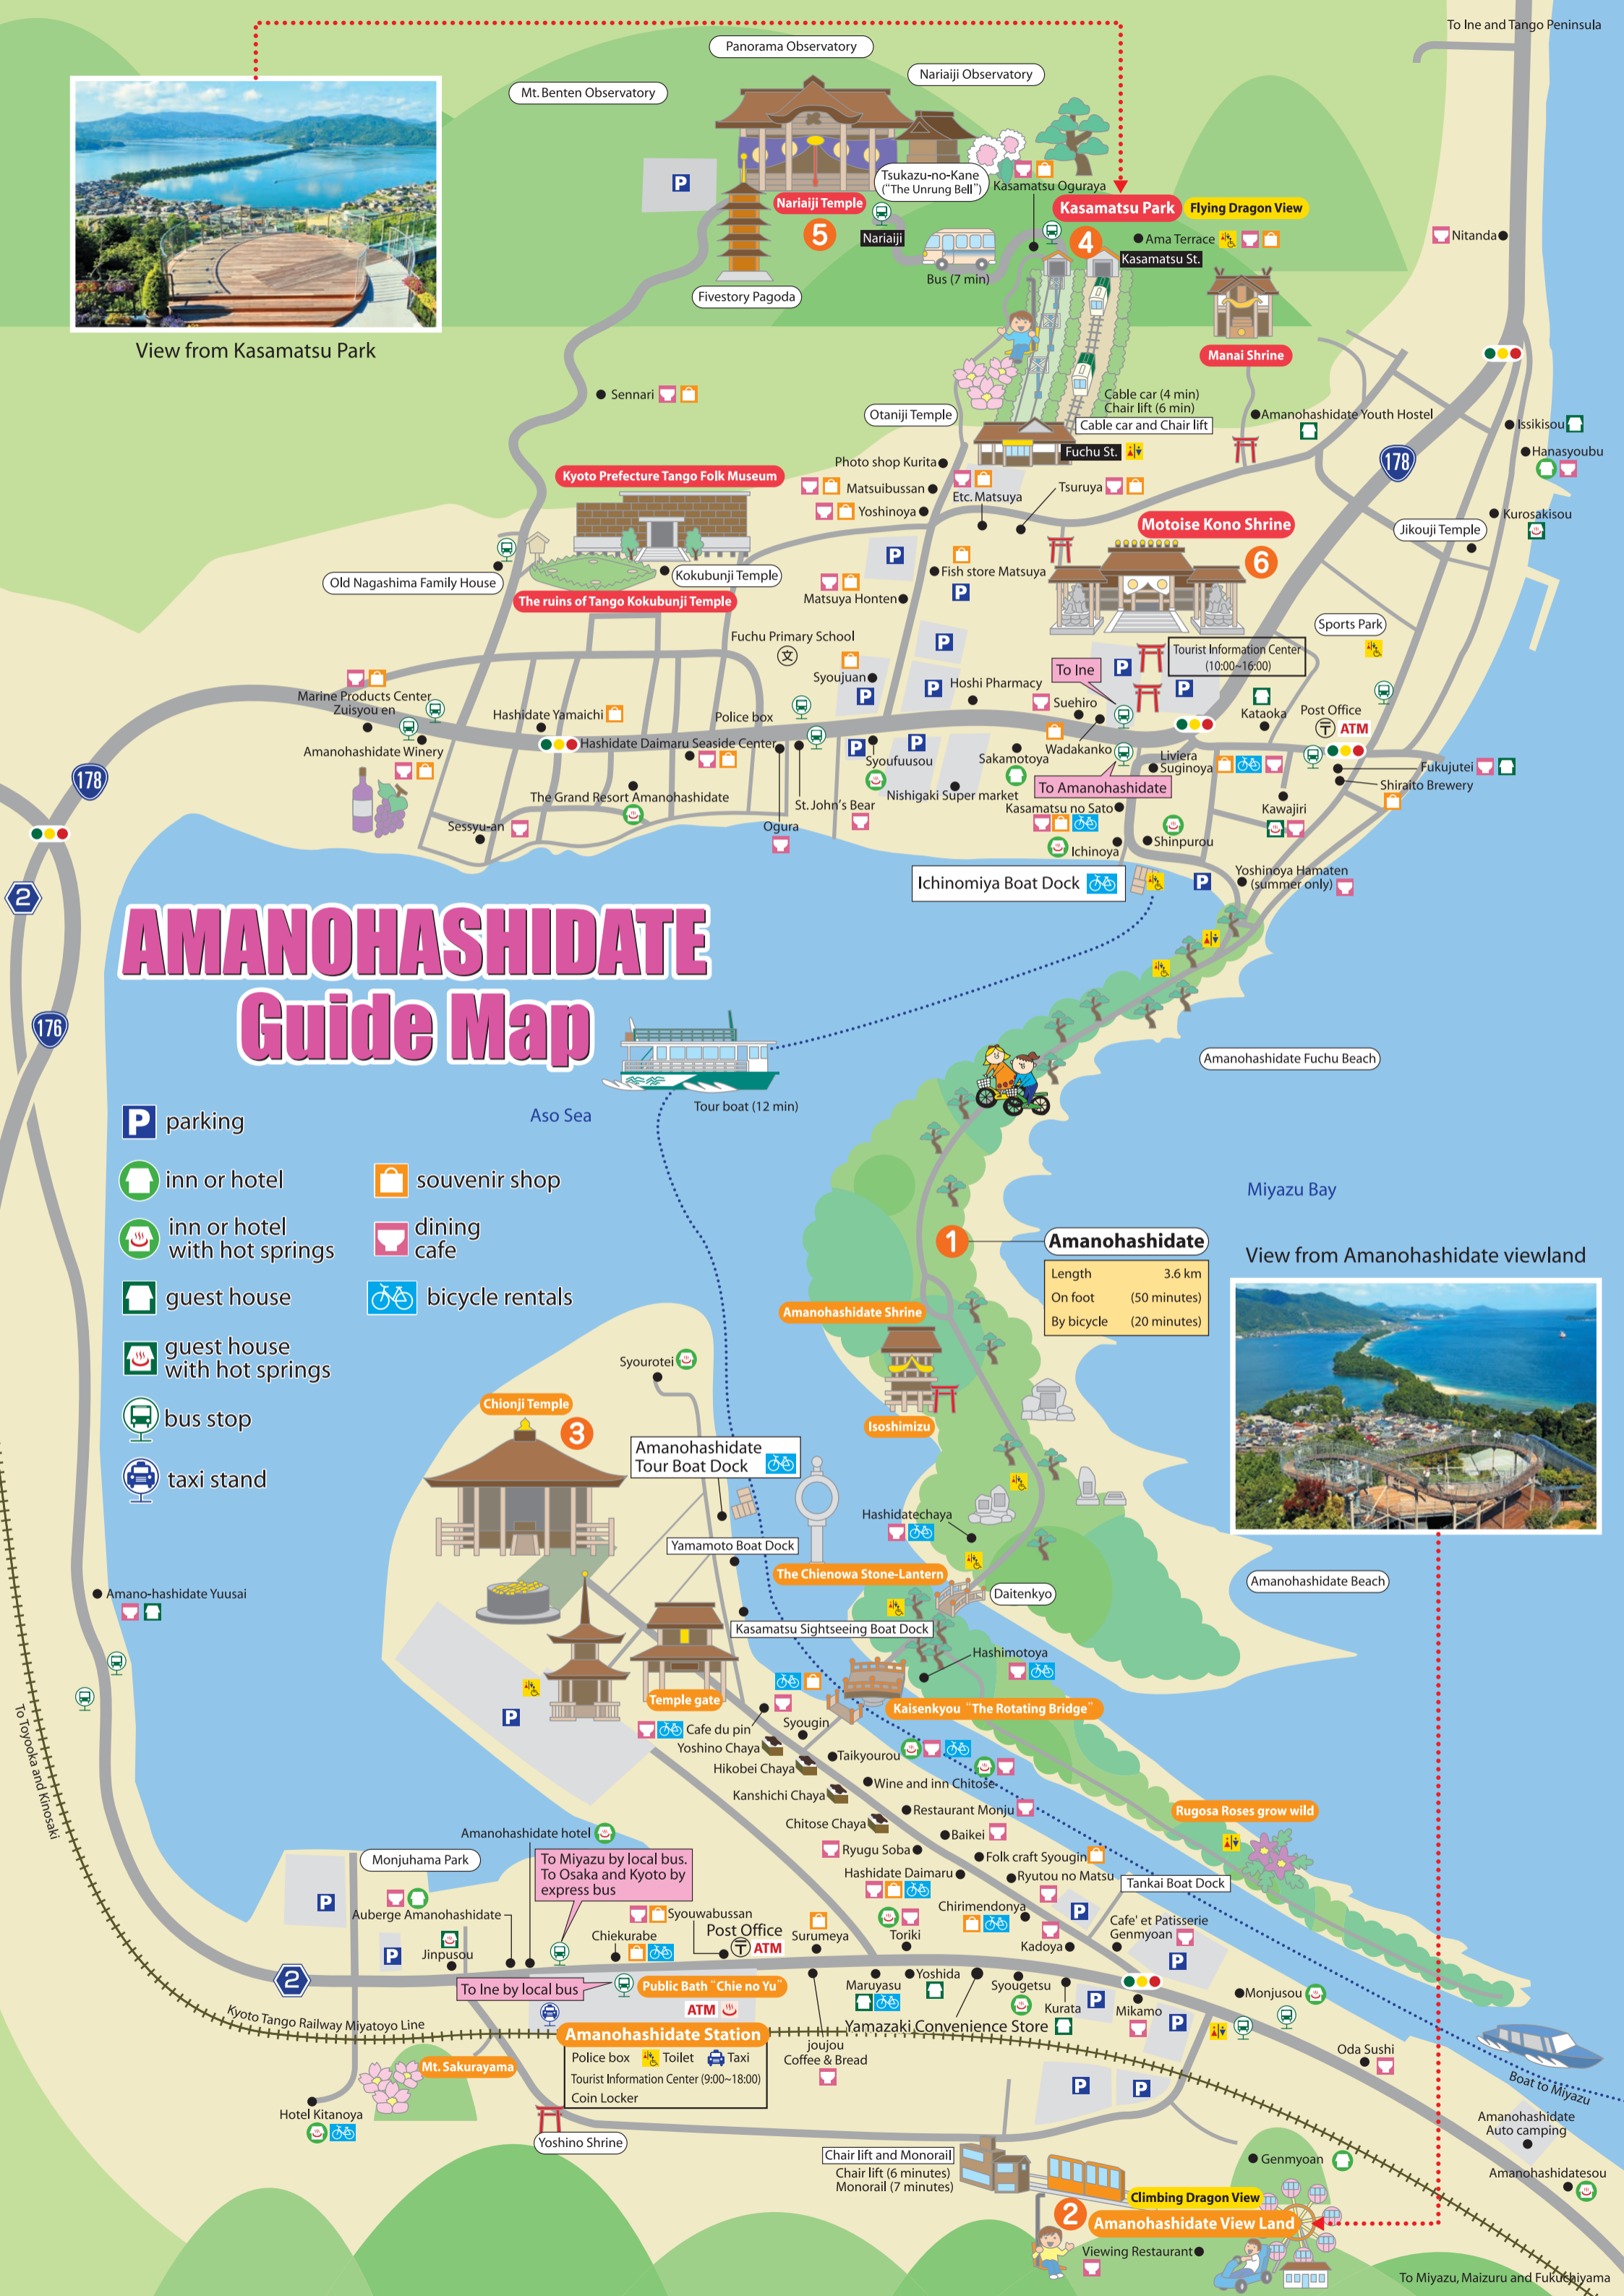 To Ine and Tango Peninsula
Panorama Observatory
Nariaiji Observatory
Mt. Benten Observatory
P
Tsukazu-no-Kane
("The Unrung Bell")
Kasamatsu Oguraya
Nariaiji Temple
5
Nariaiji
Kasamatsu Park
Flying Dragon View
4
Ama Terrace
Kasamatsu St.
Nitanda
Bus (7 min)
Fivestory Pagoda
View from Kasamatsu Park
Manai Shrine
Sennari
Cable car (4 min)
Chair lift (6 min)
Cable car and Chair lift
Otaniji Temple
Fuchu St.
Amanohashidate Youth Hostel
Issikisou
Hanasyoubu
178
Photo shop Kurita
Kyoto Prefecture Tango Folk Museum
Matsuibussan
Etc. Matsuya
Tsuruya
Yoshinoya
Kurosakisou
Motoise Kono Shrine
6
Jikouji Temple
P
Old Nagashima Family House
Kokubunji Temple
Fish store Matsuya
P
The ruins of Tango Kokubunji Temple
Matsuya Honten
Sports Park
Fuchu Primary School
文
P
Tourist Information Center
(10:00~16:00)
To Ine
P
P
Syoujuan
P
P
Hoshi Pharmacy
Marine Products Center
Zuisyou en
Hashidate Yamaichi
Police box
Suehiro
Kataoka
Post Office
〒 ATM
Amanohashidate Winery
Hashidate Daimaru Seaside Center
P
P
Syoufuusou
Sakamotoya
Wadakanko
Liviera
Suginoya
Fukujutei
Shiraito Brewery
178
The Grand Resort Amanohashidate
St. John's Bear
Nishigaki Super market
To Amanohashidate
Kasamatsu no Sato
Kawajiri
Sessyu-an
Ogura
Ichinoya
Shinpurou
2
Ichinomiya Boat Dock
P
Yoshinoya Hamaten
(summer only)
AMANOHASHIDATE
Guide Map
176
Amanohashidate Fuchu Beach
Tour boat (12 min)
Aso Sea
P parking
inn or hotel
souvenir shop
inn or hotel
with hot springs
dining
cafe
guest house
bicycle rentals
guest house
with hot springs
bus stop
taxi stand
Miyazu Bay
1
Amanohashidate
Length 3.6 km
On foot (50 minutes)
By bicycle (20 minutes)
View from Amanohashidate viewland
Amanohashidate Shrine
Isoshimizu
Syourotei
Chionji Temple
3
Amanohashidate
Tour Boat Dock
Hashidatechaya
Yamamoto Boat Dock
The Chienowa Stone-Lantern
Daitenkyo
Amanohashidate Beach
Amano-hashidate Yuusai
Kasamatsu Sightseeing Boat Dock
Hashimotoya
Temple gate
P
Kaisenkyou "The Rotating Bridge"
Cafe du pin
Syougin
Yoshino Chaya
Taikyourou
Hikobei Chaya
Wine and inn Chitose
Kanshichi Chaya
Restaurant Monju
Chitose Chaya
Rugosa Roses grow wild
To Toyooka and Kinosaki
Baikei
Ryugu Soba
Amanohashidate hotel
Monjuhama Park
To Miyazu by local bus.
To Osaka and Kyoto by
express bus
Folk craft Syougin
Hashidate Daimaru
Ryutou no Matsu
Tankai Boat Dock
P
Auberge Amanohashidate
Syouwabussan
Chirimendonya
P
Cafe' et Patisserie
Genmyoan
Jinpusou
P
Chiekurabe
Post Office
〒 ATM
Surumeya
Toriki
Kadoya
P
2
To Ine by local bus
Public Bath "Chie no Yu"
ATM
Maruyasu
Yoshida
Syougetsu
Kurata
P
Mikamo
P
Monjusou
Yamazaki Convenience Store
Kyoto Tango Railway Miyatoyo Line
Amanohashidate Station
Police box Toilet Taxi
Tourist Information Center (9:00~18:00)
Coin Locker
joujou
Coffee & Bread
Mt. Sakurayama
Oda Sushi
P
P
Boat to Miyazu
Hotel Kitanoya
Yoshino Shrine
Amanohashidate
Auto camping
Chair lift and Monorail
Chair lift (6 minutes)
Monorail (7 minutes)
Genmyoan
Amanohashidatesou
Climbing Dragon View
2
Amanohashidate View Land
Viewing Restaurant
To Miyazu, Maizuru and Fukuchiyama